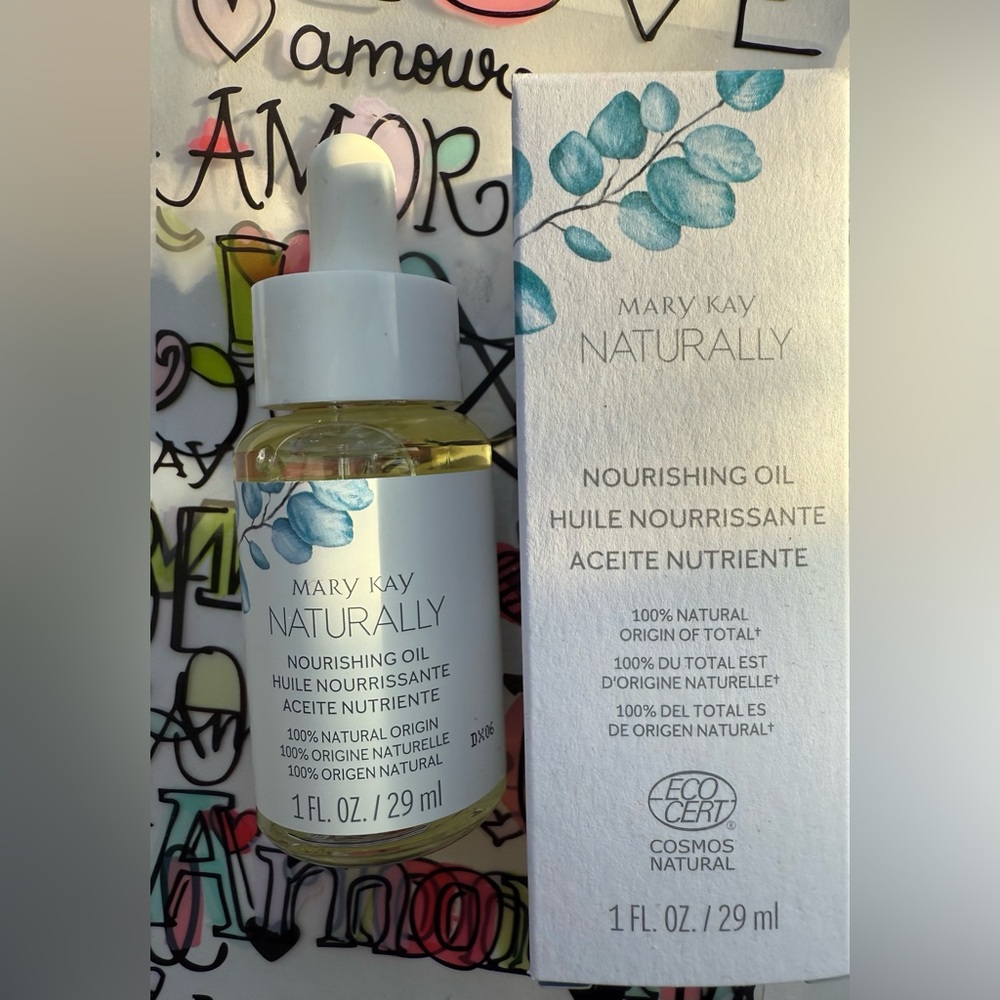 amour
AMOR
MARY KAY
NATURALLY
NOURISHING OIL
HUILE NOURRISSANTE
ACEITE NUTRIENTE
100% NATURAL ORIGIN
100% ORIGINE NATURELLE
100% ORIGEN NATURAL
DX06
1 FL. OZ. / 29 ml
MARY KAY
NATURALLY
NOURISHING OIL
HUILE NOURRISSANTE
ACEITE NUTRIENTE
100% NATURAL
ORIGIN OF TOTAL†
100% DU TOTAL EST
D'ORIGINE NATURELLE†
100% DEL TOTAL ES
DE ORIGEN NATURAL†
ECO
CERT®
COSMOS
NATURAL
1 FL. OZ. / 29 ml